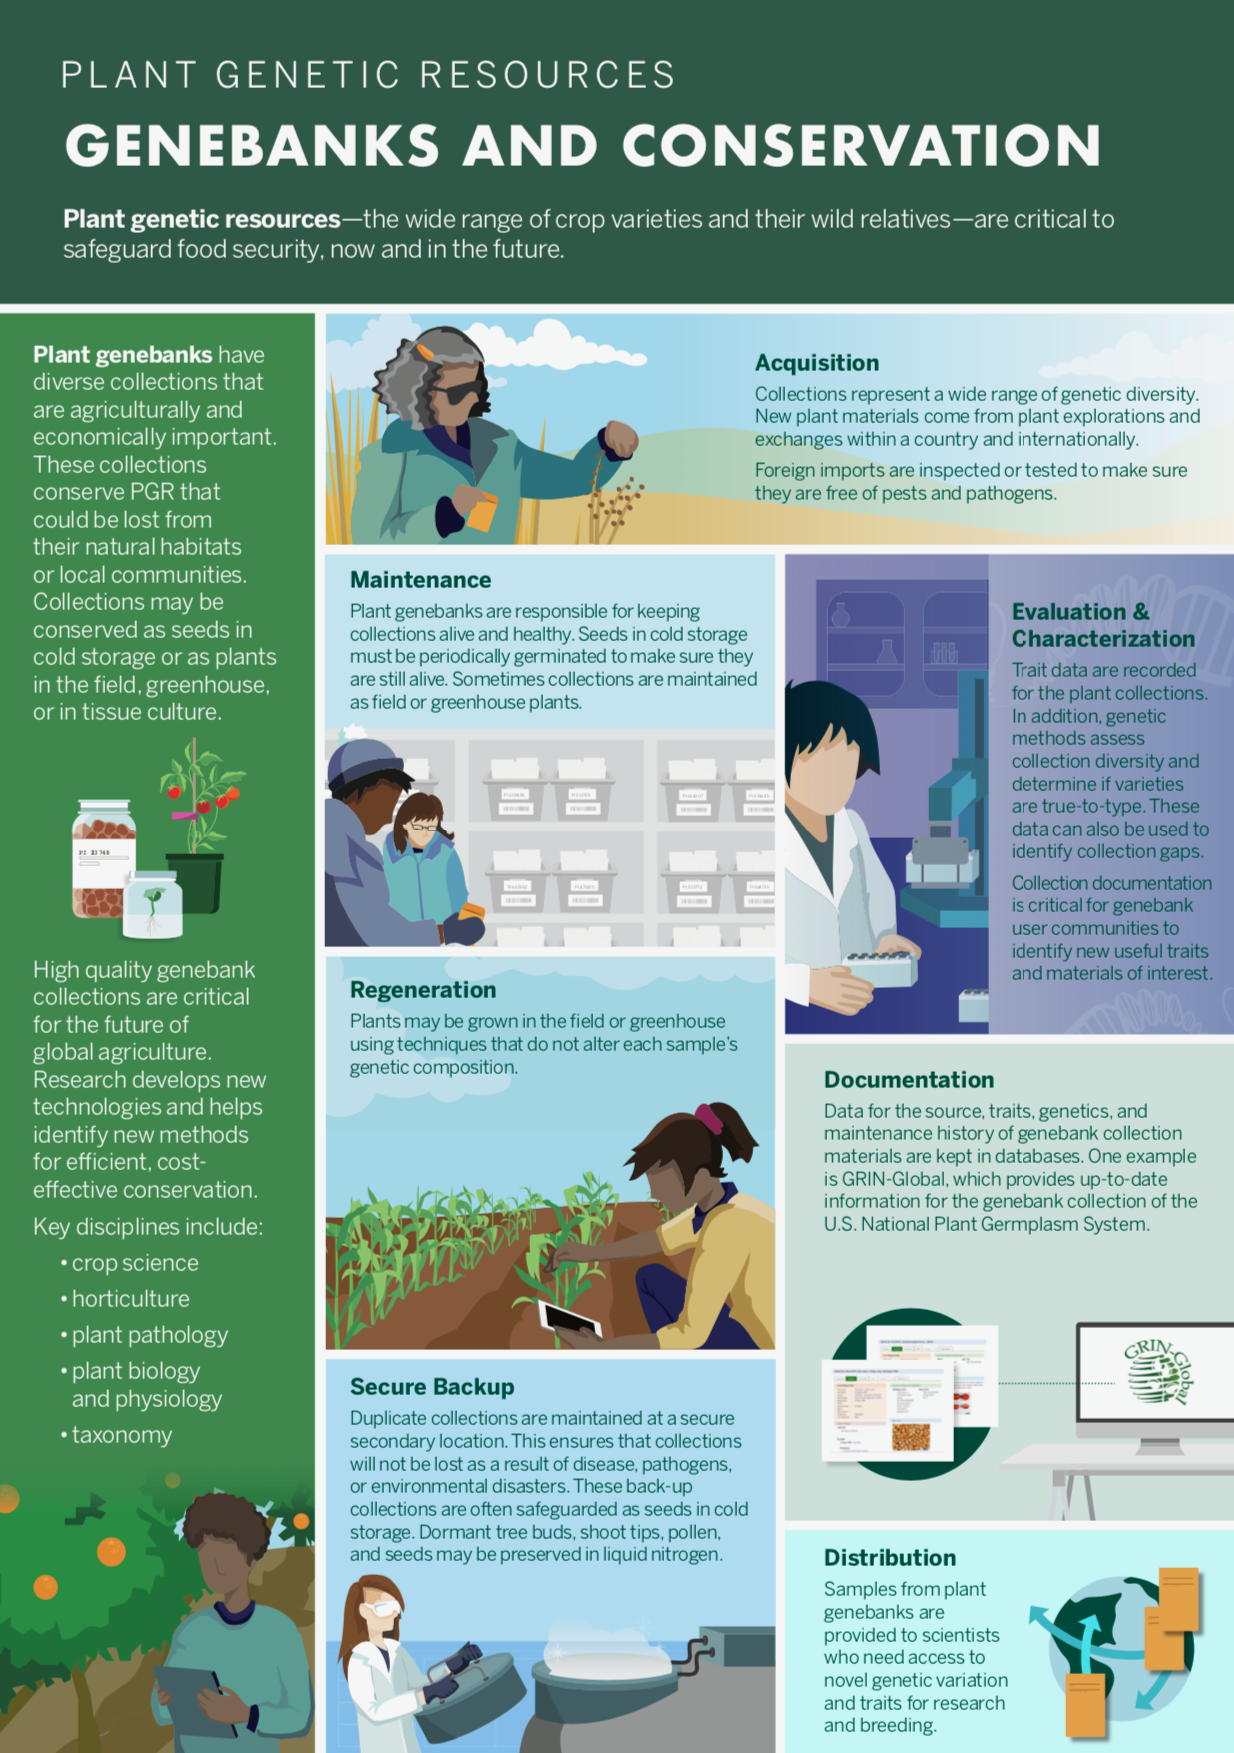 PLANT GENETIC RESOURCES
GENEBANKS AND CONSERVATION
Plant genetic resources—the wide range of crop varieties and their wild relatives—are critical to
safeguard food security, now and in the future.
Plant genebanks have
diverse collections that
are agriculturally and
economically important.
These collections
conserve PGR that
could be lost from
their natural habitats
or local communities.
Collections may be
conserved as seeds in
cold storage or as plants
in the field, greenhouse,
or in tissue culture.
High quality genebank
collections are critical
for the future of
global agriculture.
Research develops new
technologies and helps
identify new methods
for efficient, cost-
effective conservation.
Key disciplines include:
• crop science
• horticulture
• plant pathology
• plant biology
and physiology
• taxonomy
Acquisition
Collections represent a wide range of genetic diversity.
New plant materials come from plant explorations and
exchanges within a country and internationally.
Foreign imports are inspected or tested to make sure
they are free of pests and pathogens.
Maintenance
Plant genebanks are responsible for keeping
collections alive and healthy. Seeds in cold storage
must be periodically germinated to make sure they
are still alive. Sometimes collections are maintained
as field or greenhouse plants.
Evaluation &
Characterization
Trait data are recorded
for the plant collections.
In addition, genetic
methods assess
collection diversity and
determine if varieties
are true-to-type. These
data can also be used to
identify collection gaps.
Collection documentation
is critical for genebank
user communities to
identify new useful traits
and materials of interest.
Regeneration
Plants may be grown in the field or greenhouse
using techniques that do not alter each sample's
genetic composition.
Documentation
Data for the source, traits, genetics, and
maintenance history of genebank collection
materials are kept in databases. One example
is GRIN-Global, which provides up-to-date
information for the genebank collection of the
U.S. National Plant Germplasm System.
GRIN-Global
Secure Backup
Duplicate collections are maintained at a secure
secondary location. This ensures that collections
will not be lost as a result of disease, pathogens,
or environmental disasters. These back-up
collections are often safeguarded as seeds in cold
storage. Dormant tree buds, shoot tips, pollen,
and seeds may be preserved in liquid nitrogen.
Distribution
Samples from plant
genebanks are
provided to scientists
who need access to
novel genetic variation
and traits for research
and breeding.